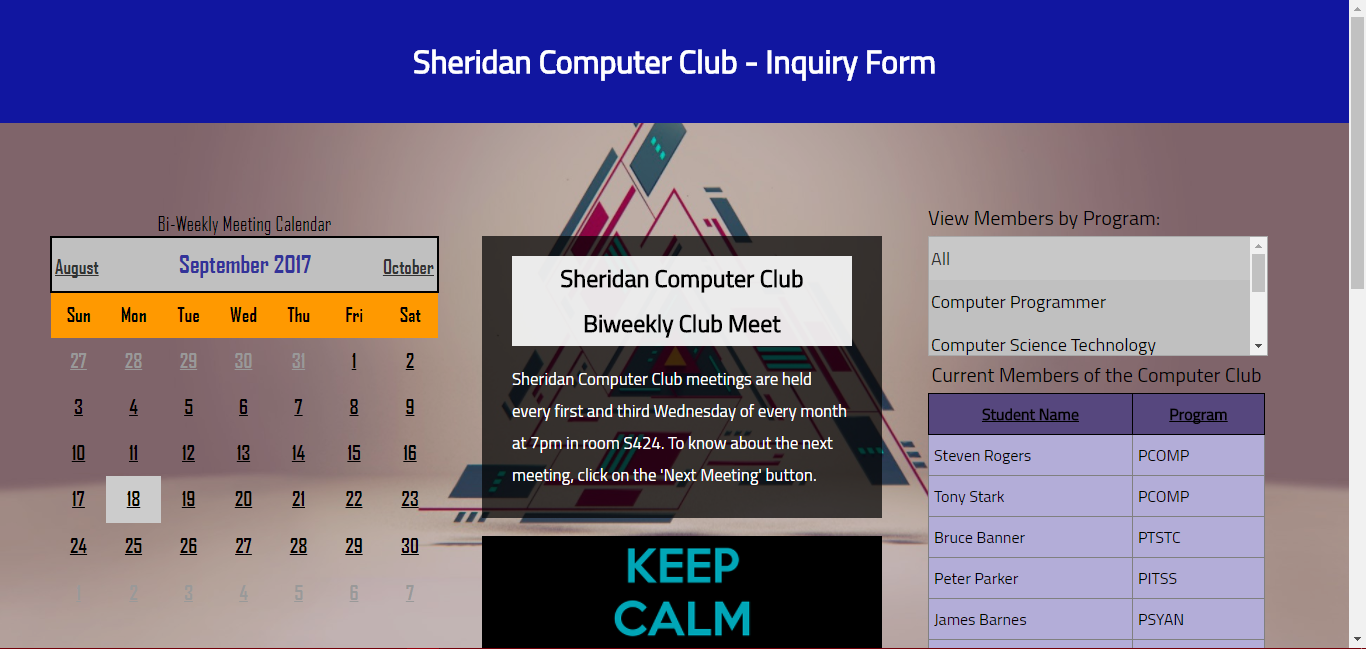 Sheridan Computer Club - Inquiry Form
Bi-Weekly Meeting Calendar
August September 2017 October
Sun Mon Tue Wed Thu Fri Sat
27 28 29 30 31 1 2
3 4 5 6 7 8 9
10 11 12 13 14 15 16
17 18 19 20 21 22 23
24 25 26 27 28 29 30
1 2 3 4 5 6 7
Sheridan Computer Club
Biweekly Club Meet
Sheridan Computer Club meetings are held
every first and third Wednesday of every month
at 7pm in room S424. To know about the next
meeting, click on the 'Next Meeting' button.
KEEP
CALM
View Members by Program:
All
Computer Programmer
Computer Science Technology
Current Members of the Computer Club
Student Name Program
Steven Rogers PCOMP
Tony Stark PCOMP
Bruce Banner PTSTC
Peter Parker PITSS
James Barnes PSYAN